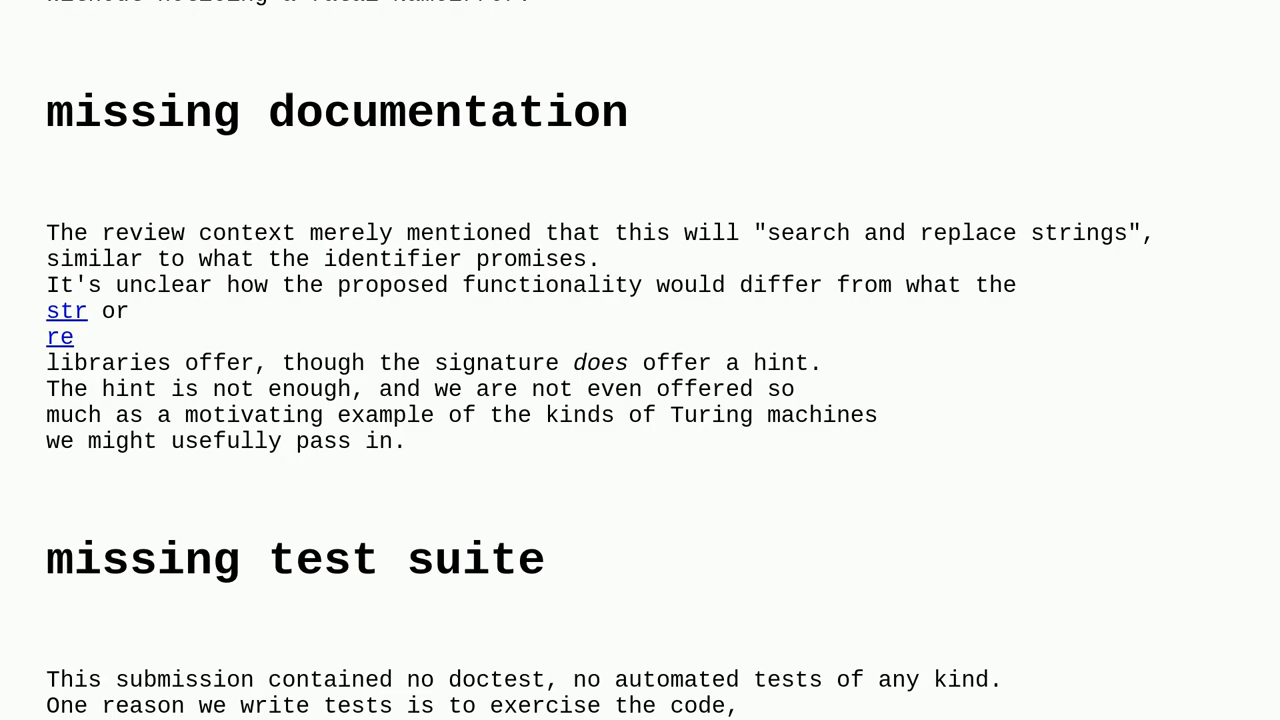 missing documentation
The review context merely mentioned that this will "search and replace strings",
similar to what the identifier promises.
It's unclear how the proposed functionality would differ from what the
str or
re
libraries offer, though the signature does offer a hint.
The hint is not enough, and we are not even offered so
much as a motivating example of the kinds of Turing machines
we might usefully pass in.
missing test suite
This submission contained no doctest, no automated tests of any kind.
One reason we write tests is to exercise the code,